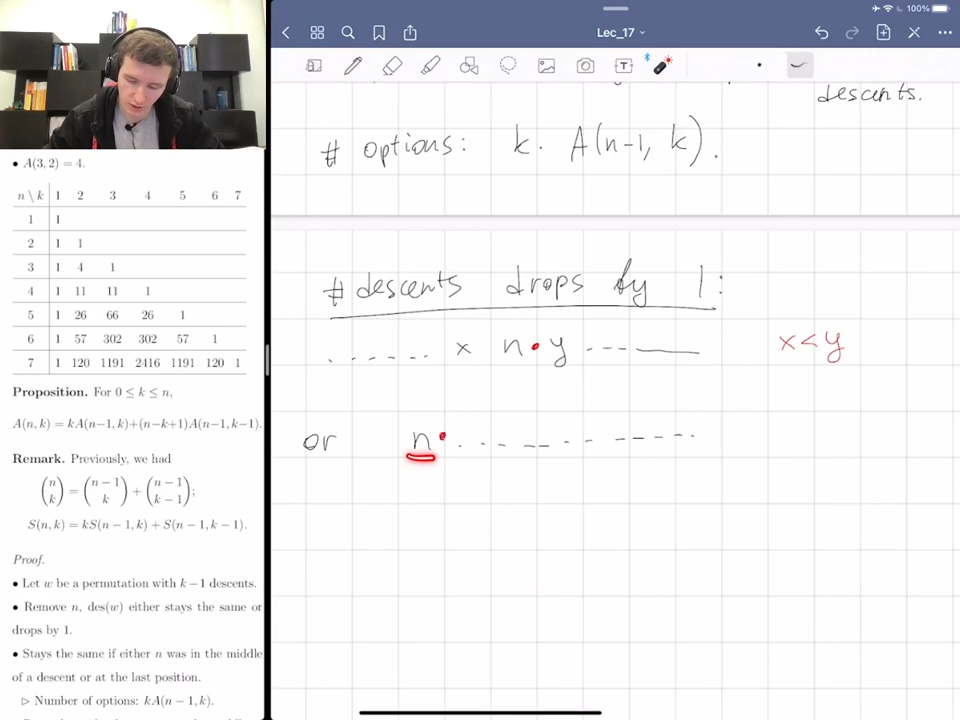 100%
Lec_17
• A(3, 2) = 4.
n \ k 1 2 3 4 5 6 7
1 1
2 1 1
3 1 4 1
4 1 11 11 1
5 1 26 66 26 1
6 1 57 302 302 57 1
7 1 120 1191 2416 1191 120 1
Proposition. For 0 ≤ k ≤ n,
A(n, k) = kA(n−1, k)+(n−k+1)A(n−1, k−1).
Remark. Previously, we had
(n k) = (n − 1 k) + (n − 1 k − 1);
S(n, k) = kS(n − 1, k) + S(n − 1, k − 1).
Proof.
• Let w be a permutation with k − 1 descents.
• Remove n, des(w) either stays the same or
drops by 1.
• Stays the same if either n was in the middle
of a descent or at the last position.
▷ Number of options: kA(n − 1, k).
descents.
# options: k. A(n-1, k).
# descents drops by 1:
x n y x < y
or n